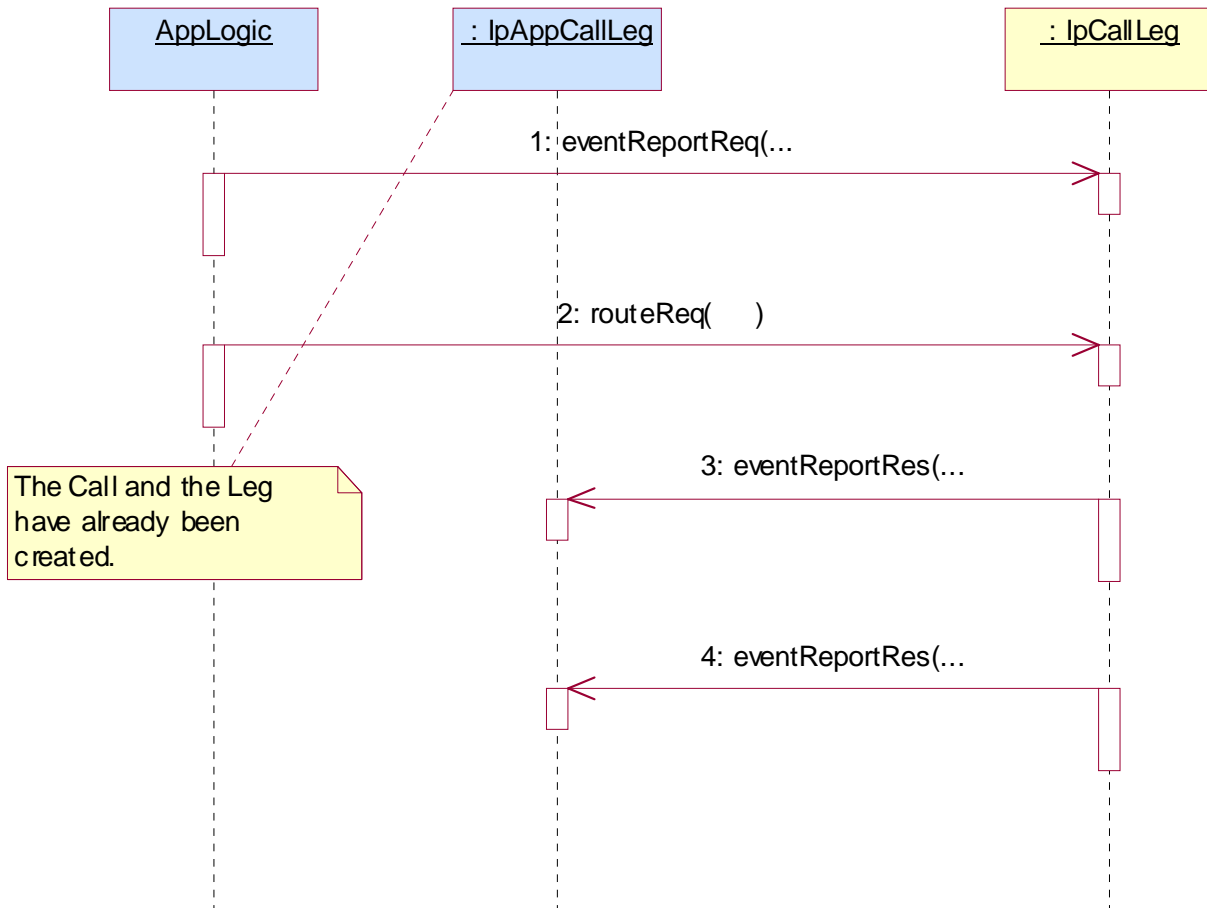 AppLogic
: IpAppCallLeg
: IpCallLeg
1: eventReportReq(...
2: routeReq( )
3: eventReportRes(...
The Call and the Leg
have already been
created.
4: eventReportRes(...